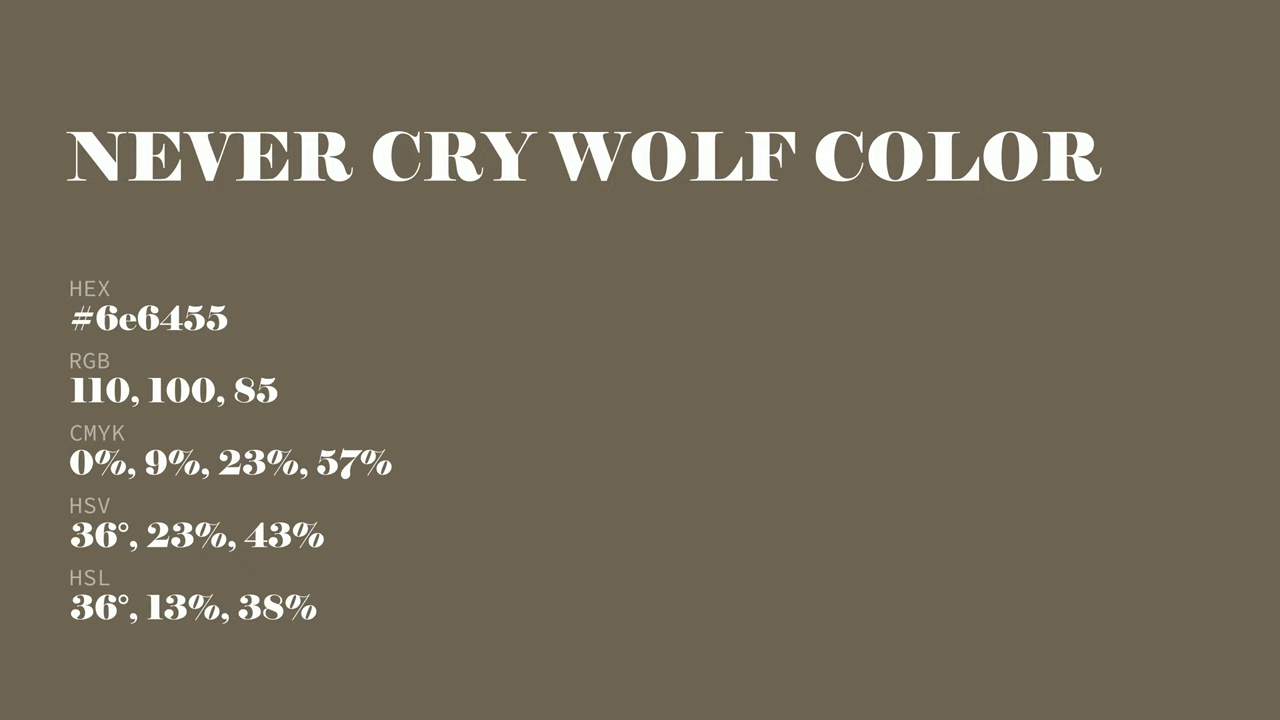 NEVER CRY WOLF COLOR
HEX
#6e6455
RGB
110, 100, 85
CMYK
0%, 9%, 23%, 57%
HSV
36°, 23%, 43%
HSL
36°, 13%, 38%